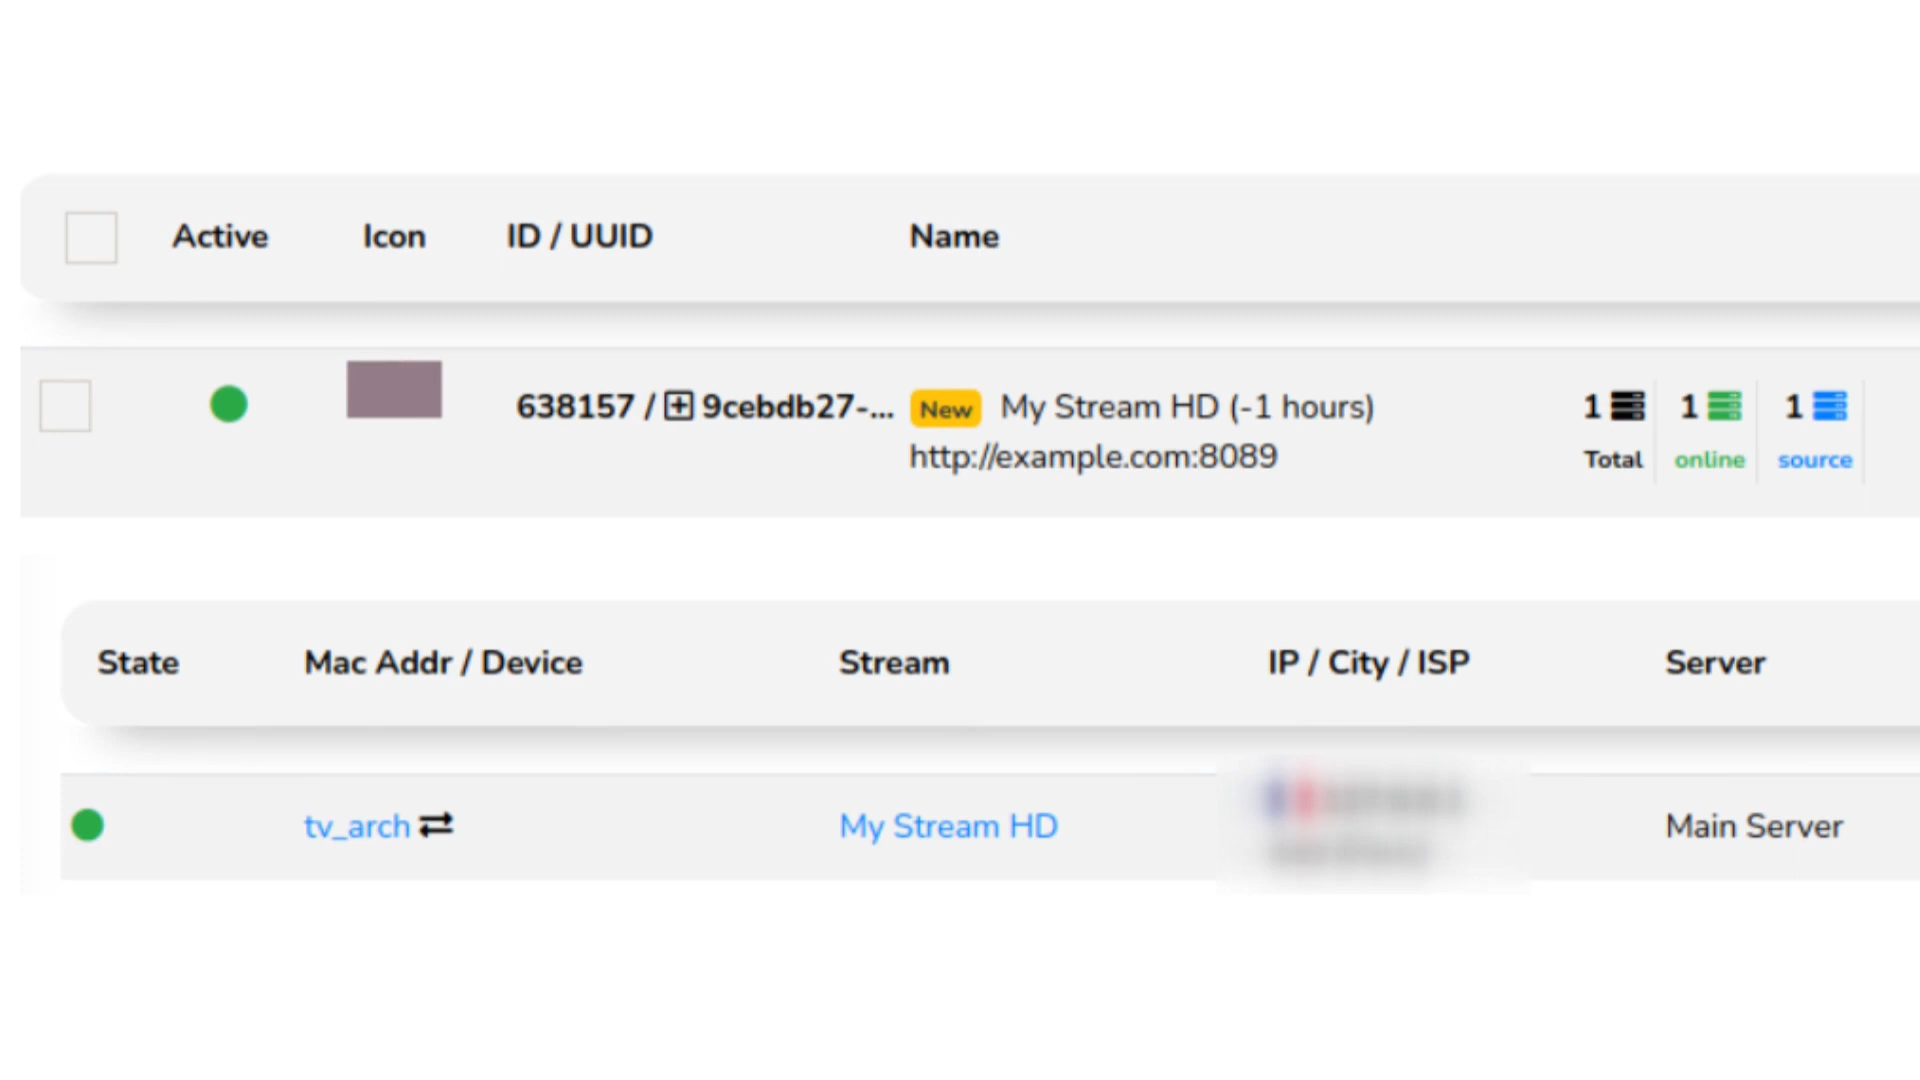 Active Icon ID / UUID Name
638157 / 9cebdb27-... New My Stream HD (-1 hours) 1 1 1
http://example.com:8089 Total online source
State Mac Addr / Device Stream IP / City / ISP Server
tv_arch My Stream HD Main Server